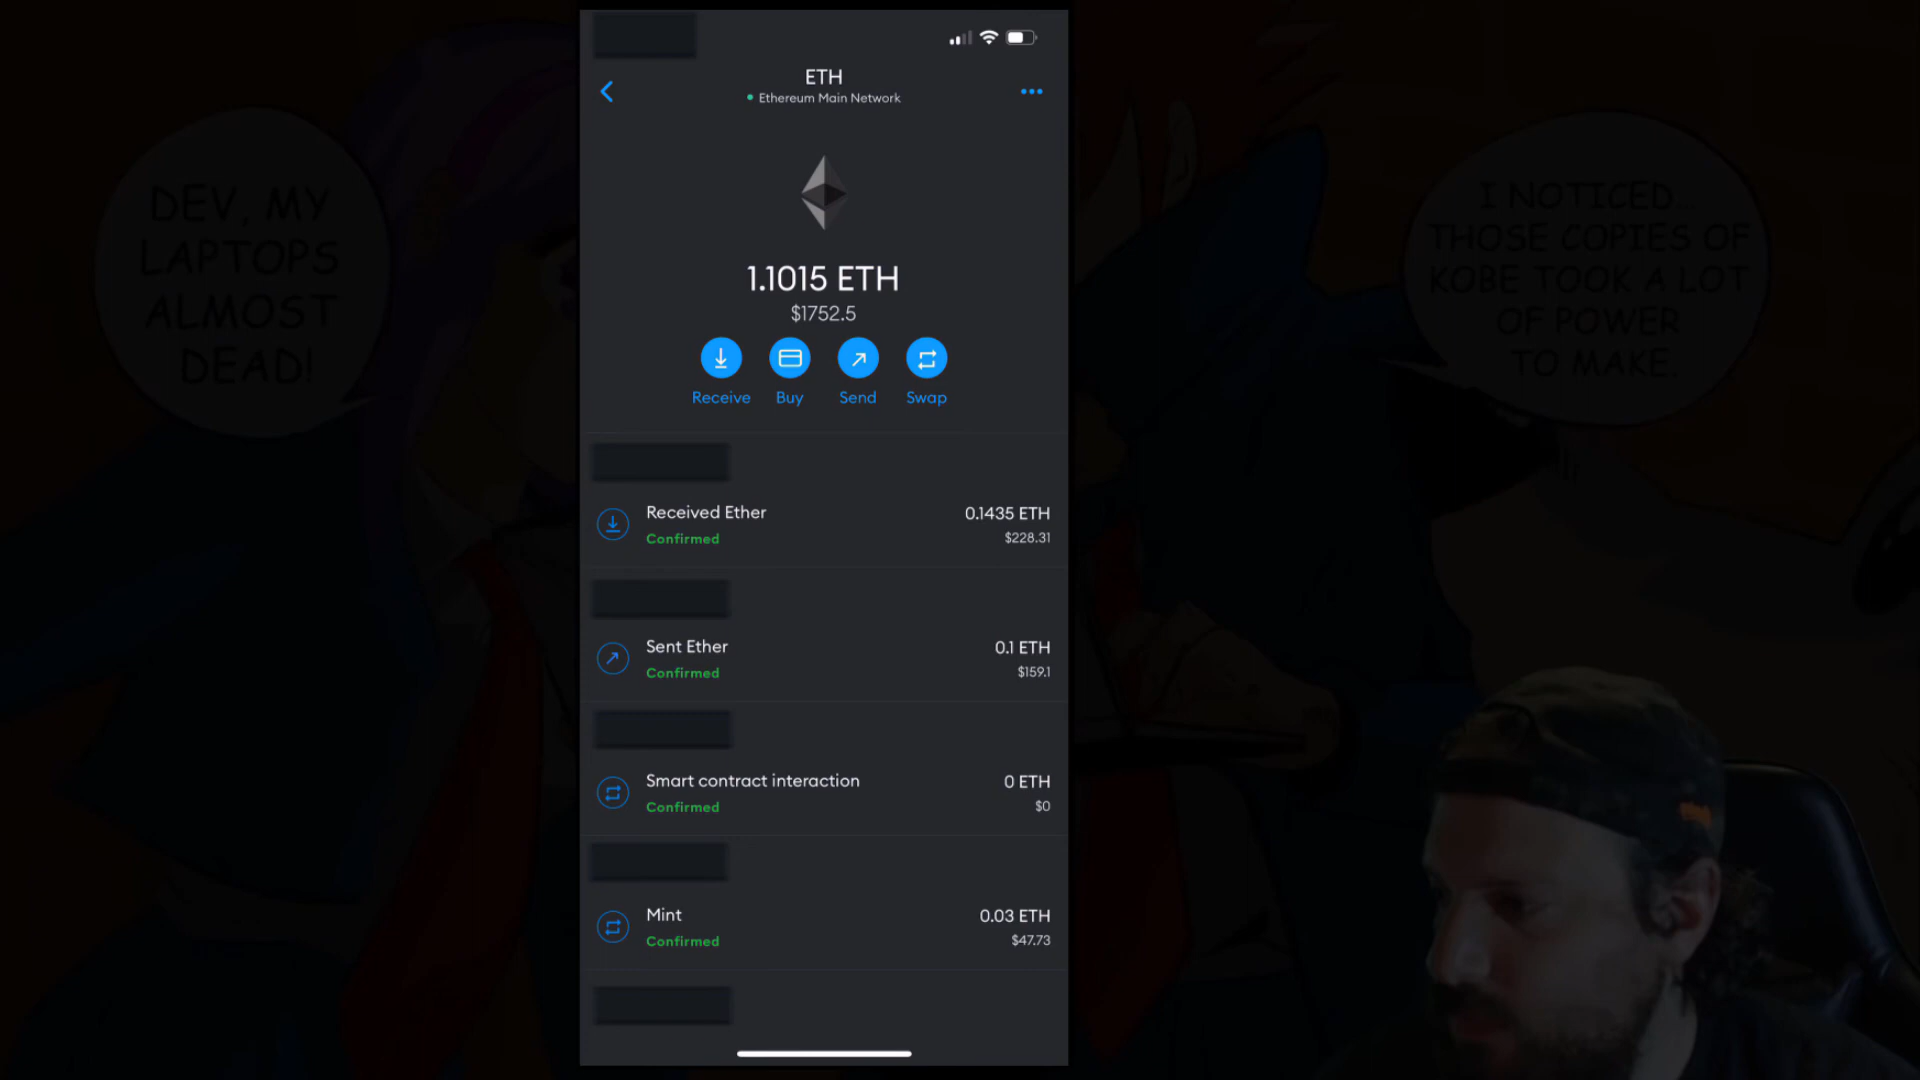 ETH
Ethereum Main Network
DEV, MY
LAPTOPS
ALMOST
DEAD!
I NOTICED...
THOSE COPIES OF
KOBE TOOK A LOT
OF POWER
TO MAKE.
1.1015 ETH
$1752.5
Receive Buy Send Swap
Received Ether 0.1435 ETH
Confirmed $228.31
Sent Ether 0.1 ETH
Confirmed $159.1
Smart contract interaction 0 ETH
Confirmed $0
Mint 0.03 ETH
Confirmed $47.73